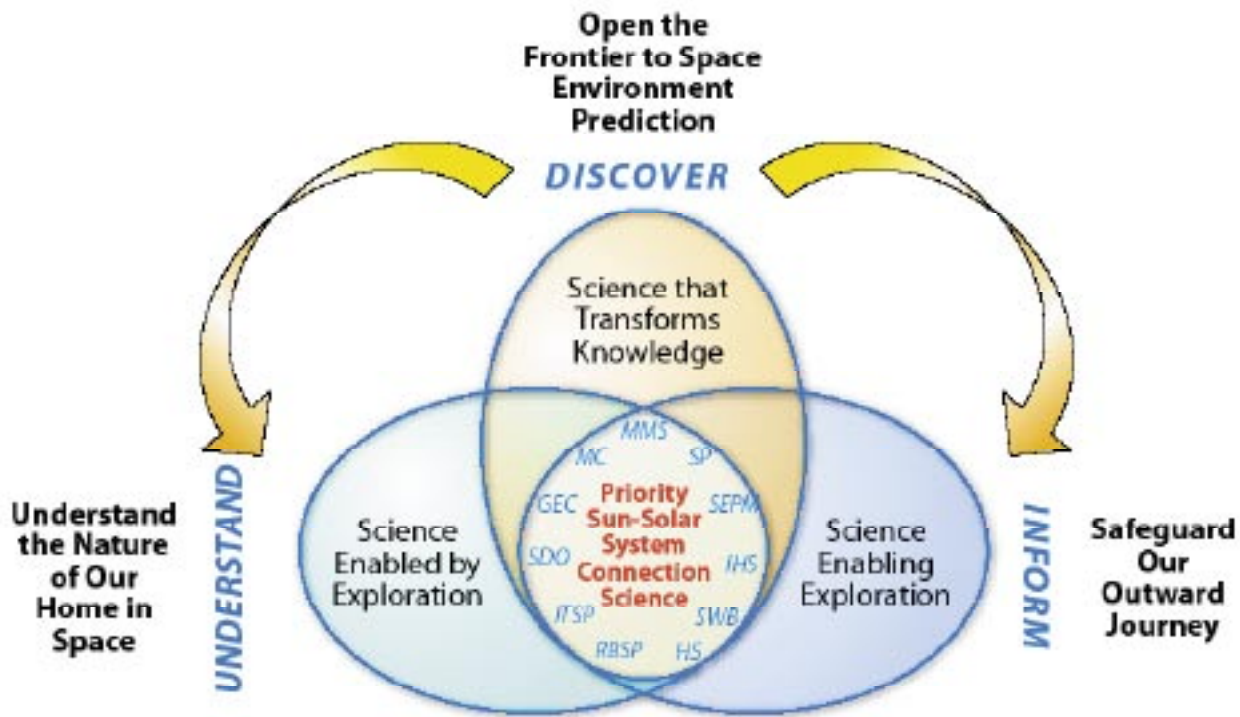 Open the
Frontier to Space
Environment
Prediction
DISCOVER
Science that
Transforms
Knowledge
MMS
MC
SP
GEC
SEPM
SDO
IHS
ITSP
SWB
RBSP
HS
Priority
Sun-Solar
System
Connection
Science
Science
Enabled by
Exploration
Science
Enabling
Exploration
UNDERSTAND
Understand
the Nature
of Our
Home in
Space
INFORM
Safeguard
Our
Outward
Journey